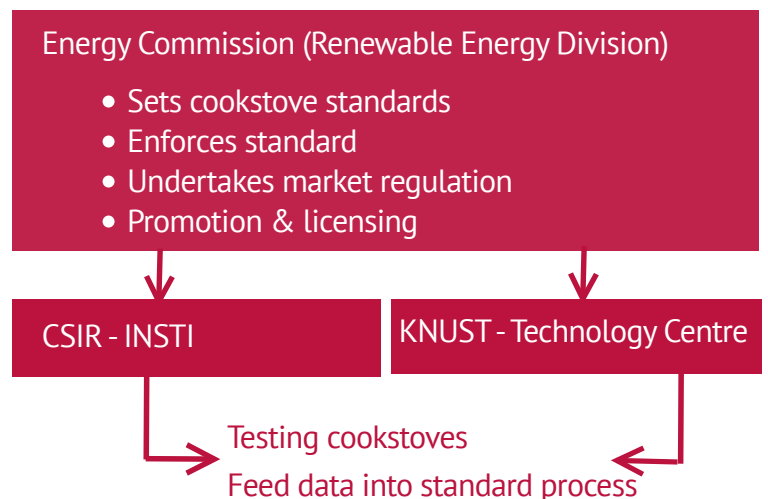 Energy Commission (Renewable Energy Division)
• Sets cookstove standards
• Enforces standard
• Undertakes market regulation
• Promotion & licensing
CSIR - INSTI
KNUST - Technology Centre
Testing cookstoves
Feed data into standard process